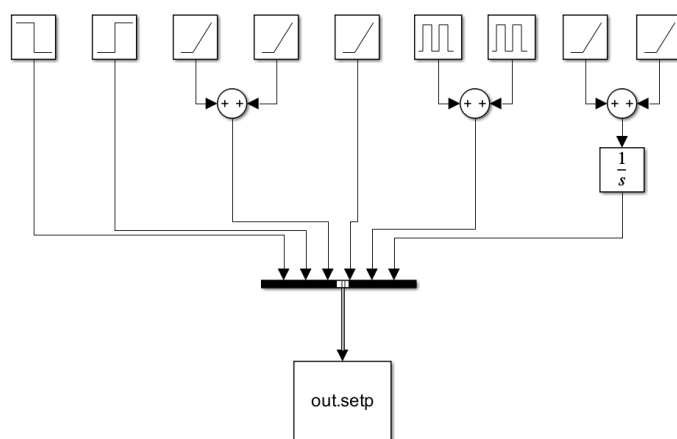 + +
+ +
+ +
1
s
out.setp